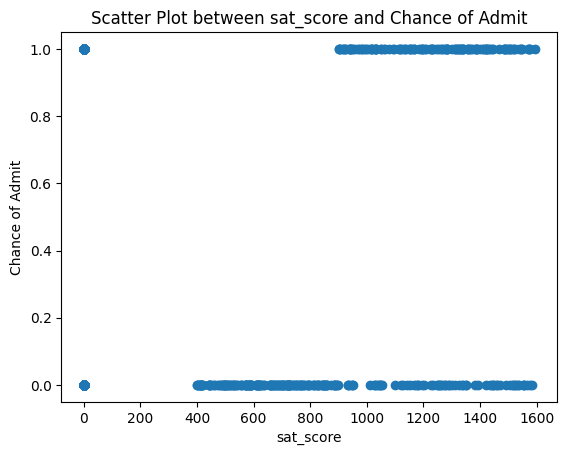 Scatter Plot between sat_score and Chance of Admit
1.0
0.8
0.6
0.4
0.2
0.0
Chance of Admit
0 200 400 600 800 1000 1200 1400 1600
sat_score